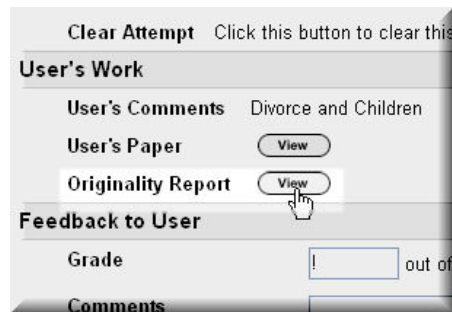 Clear Attempt Click this button to clear this
User's Work
User's Comments Divorce and Children
User's Paper View
Originality Report View
Feedback to User
Grade ! out of
Comments